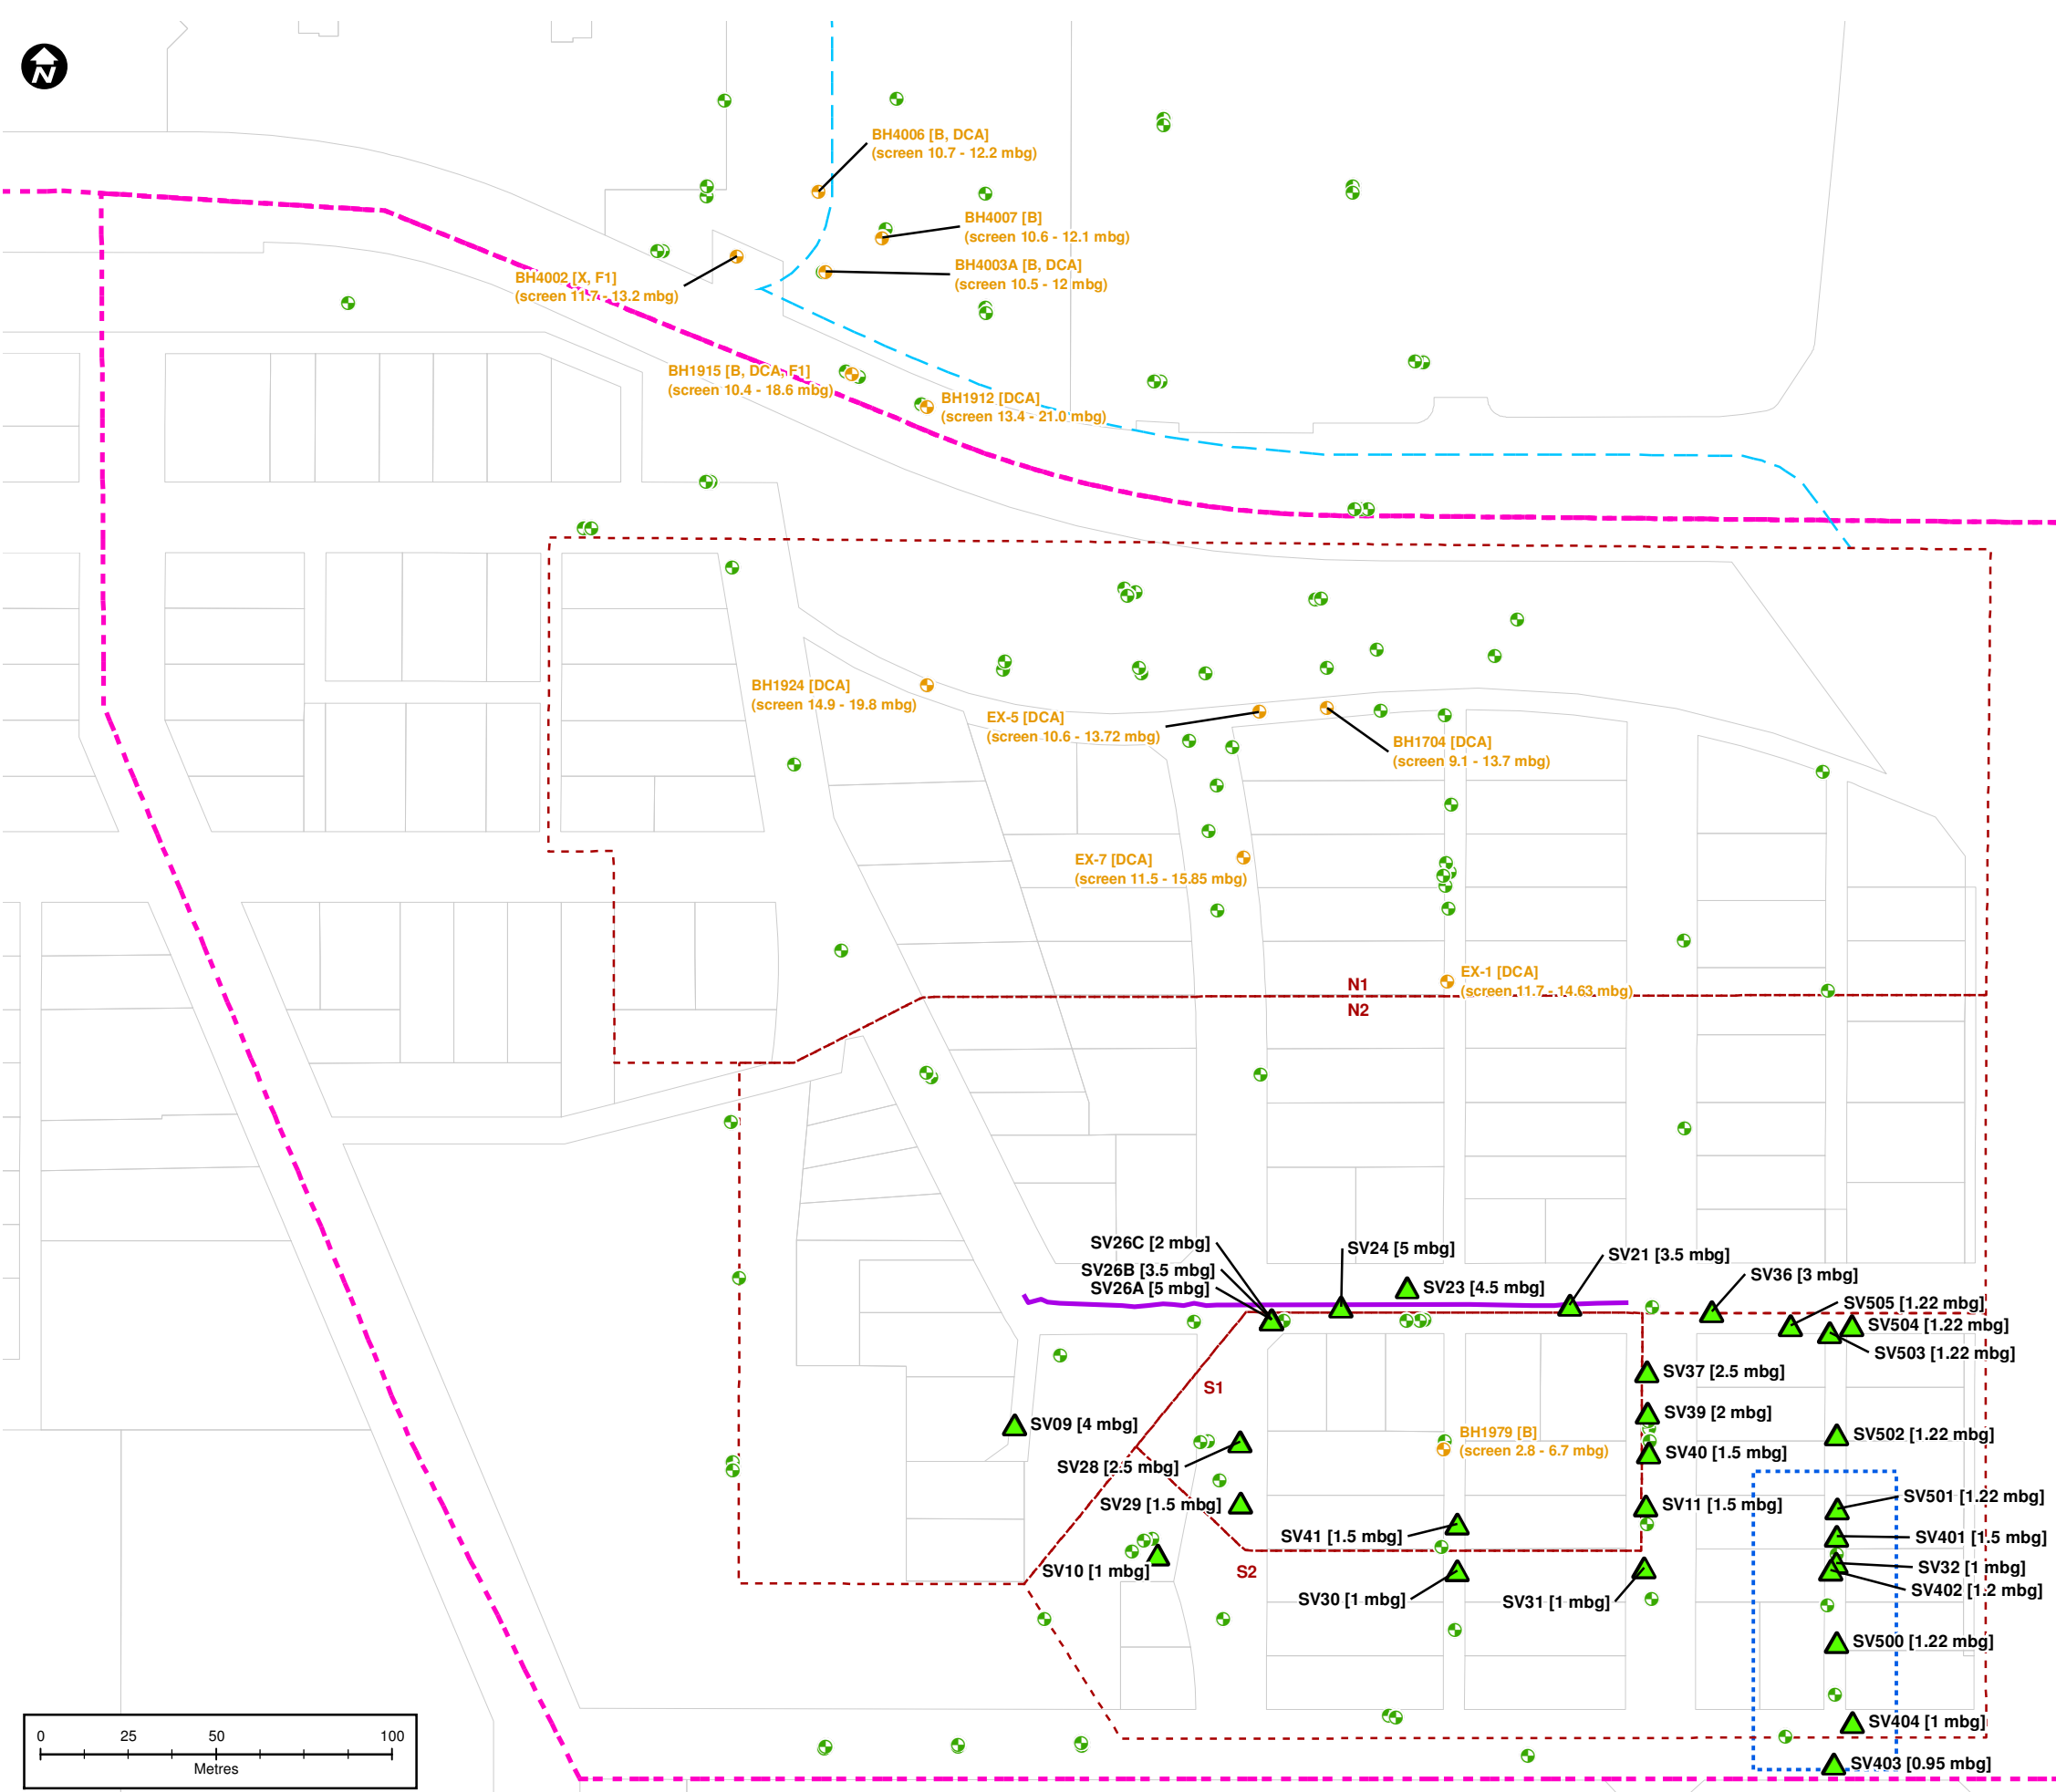 N
BH4006 [B, DCA]
(screen 10.7 - 12.2 mbg)
BH4007 [B]
(screen 10.6 - 12.1 mbg)
BH4003A [B, DCA]
(screen 10.5 - 12 mbg)
BH4002 [X, F1]
(screen 11.7 - 13.2 mbg)
BH1915 [B, DCA, F1]
(screen 10.4 - 18.6 mbg)
BH1912 [DCA]
(screen 13.4 - 21.0 mbg)
BH1924 [DCA]
(screen 14.9 - 19.8 mbg)
EX-5 [DCA]
(screen 10.6 - 13.72 mbg)
BH1704 [DCA]
(screen 9.1 - 13.7 mbg)
EX-7 [DCA]
(screen 11.5 - 15.85 mbg)
EX-1 [DCA]
(screen 11.7 - 14.63 mbg)
N1
N2
SV26C [2 mbg]
SV26B [3.5 mbg]
SV26A [5 mbg]
SV24 [5 mbg]
SV23 [4.5 mbg]
SV21 [3.5 mbg]
SV36 [3 mbg]
SV505 [1.22 mbg]
SV504 [1.22 mbg]
SV503 [1.22 mbg]
SV37 [2.5 mbg]
S1
SV39 [2 mbg]
SV09 [4 mbg]
BH1979 [B]
(screen 2.8 - 6.7 mbg)
SV502 [1.22 mbg]
SV40 [1.5 mbg]
SV28 [2.5 mbg]
SV29 [1.5 mbg]
SV11 [1.5 mbg]
SV501 [1.22 mbg]
SV41 [1.5 mbg]
SV401 [1.5 mbg]
SV10 [1 mbg]
S2
SV32 [1 mbg]
SV402 [1.2 mbg]
SV30 [1 mbg]
SV31 [1 mbg]
SV500 [1.22 mbg]
SV404 [1 mbg]
SV403 [0.95 mbg]
0 25 50 100
Metres